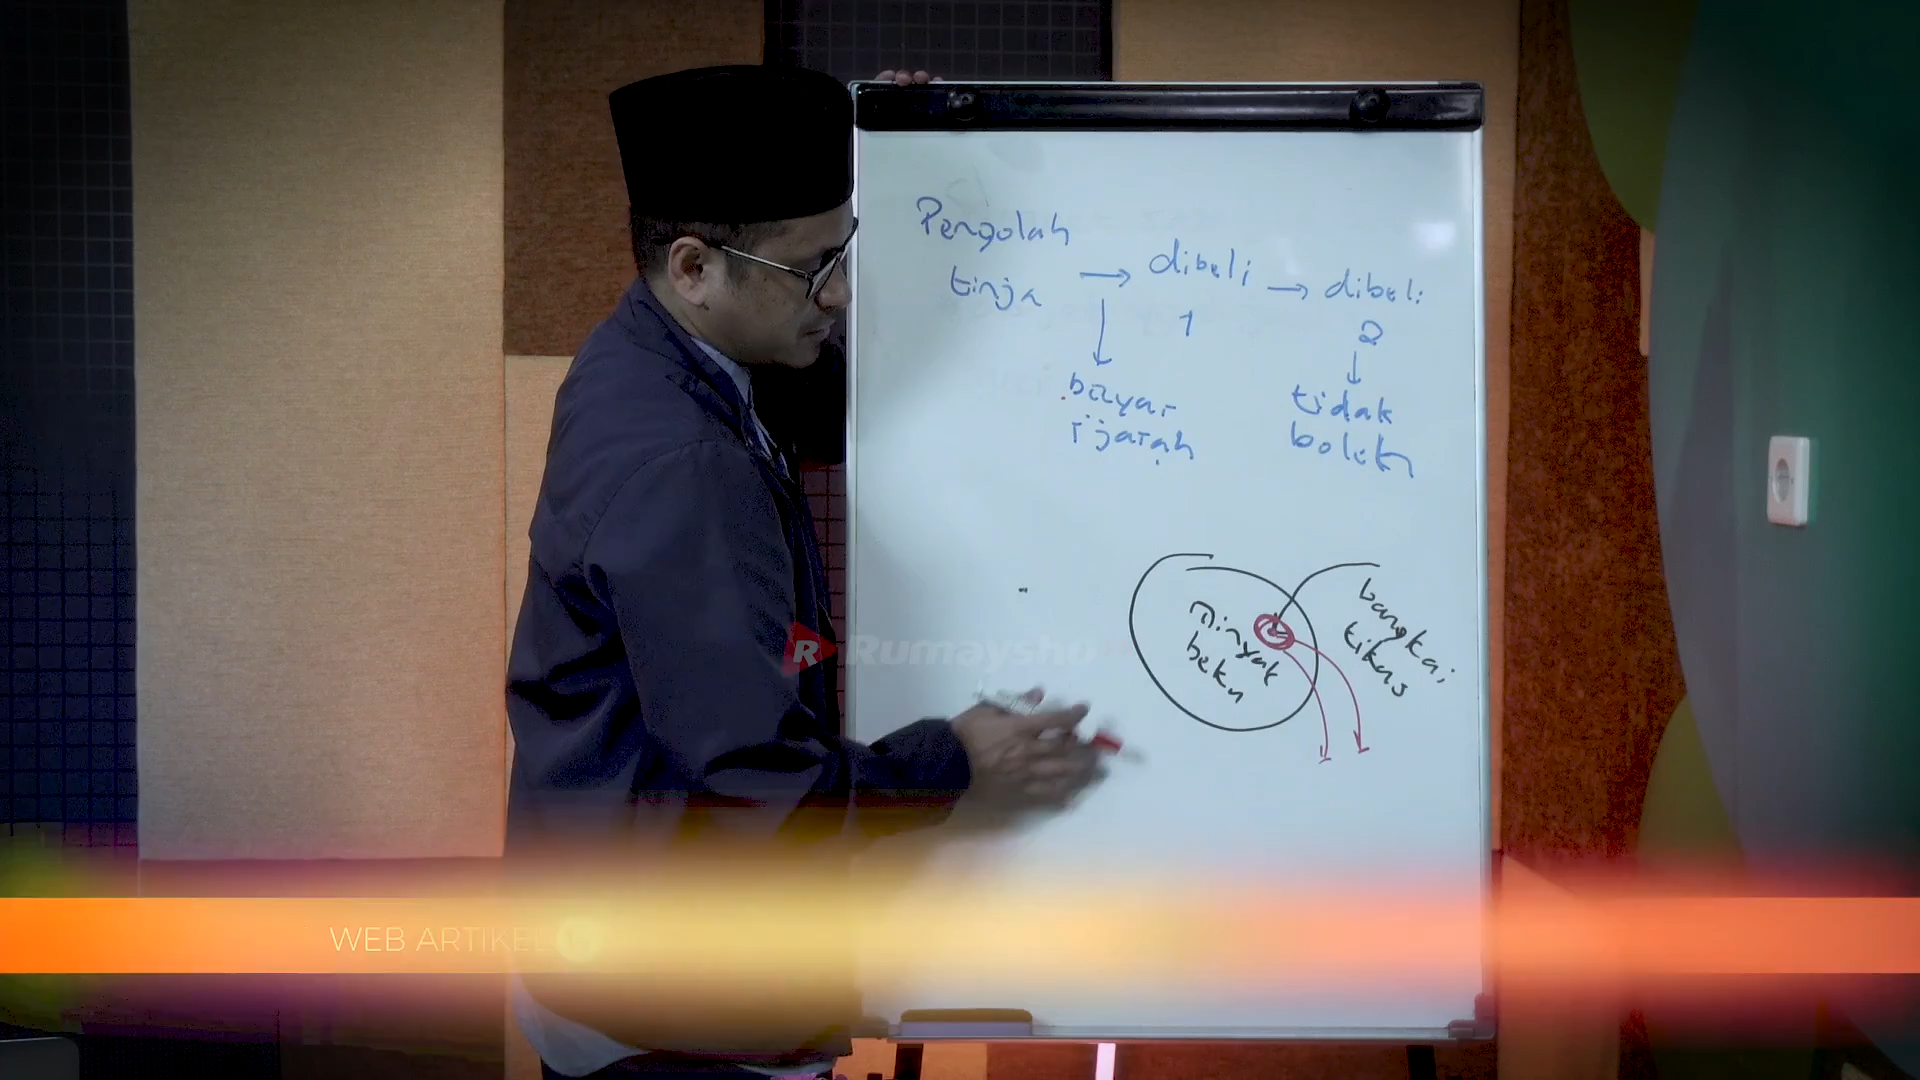 Pengolah
tinja → dibeli → dibeli
1
2
↓
↓
bayar
ijarah
tidak
boleh
Minyak
beku
bangkai
tikus
Rumaysho
WEB ARTIKEL